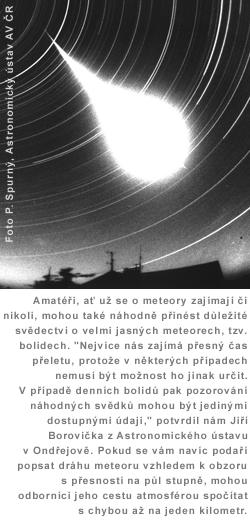 Foto P. Spurný, Astronomický ústav AV ČR
Amatéři, ať už se o meteory zajímají či
nikoli, mohou také náhodně přinést důležité
svědectvi o velmi jasných meteorech, tzv.
bolidech. "Nejvice nás zajímá přesný čas
přeletu, protože v některých případech
nemusí být možnost ho jinak určit.
V případě denních bolidů pak pozorování
náhodných svědků mohou být jedinými
dostupnými údaji," potvrdil nám Jiří
Borovička z Astronomického ústavu
v Ondřejově. Pokud se vám navíc podaří
popsat dráhu meteoru vzhledem k obzoru
s přesností na půl stupně, mohou
odborníci jeho cestu atmosférou spočítat
s chybou až na jeden kilometr.